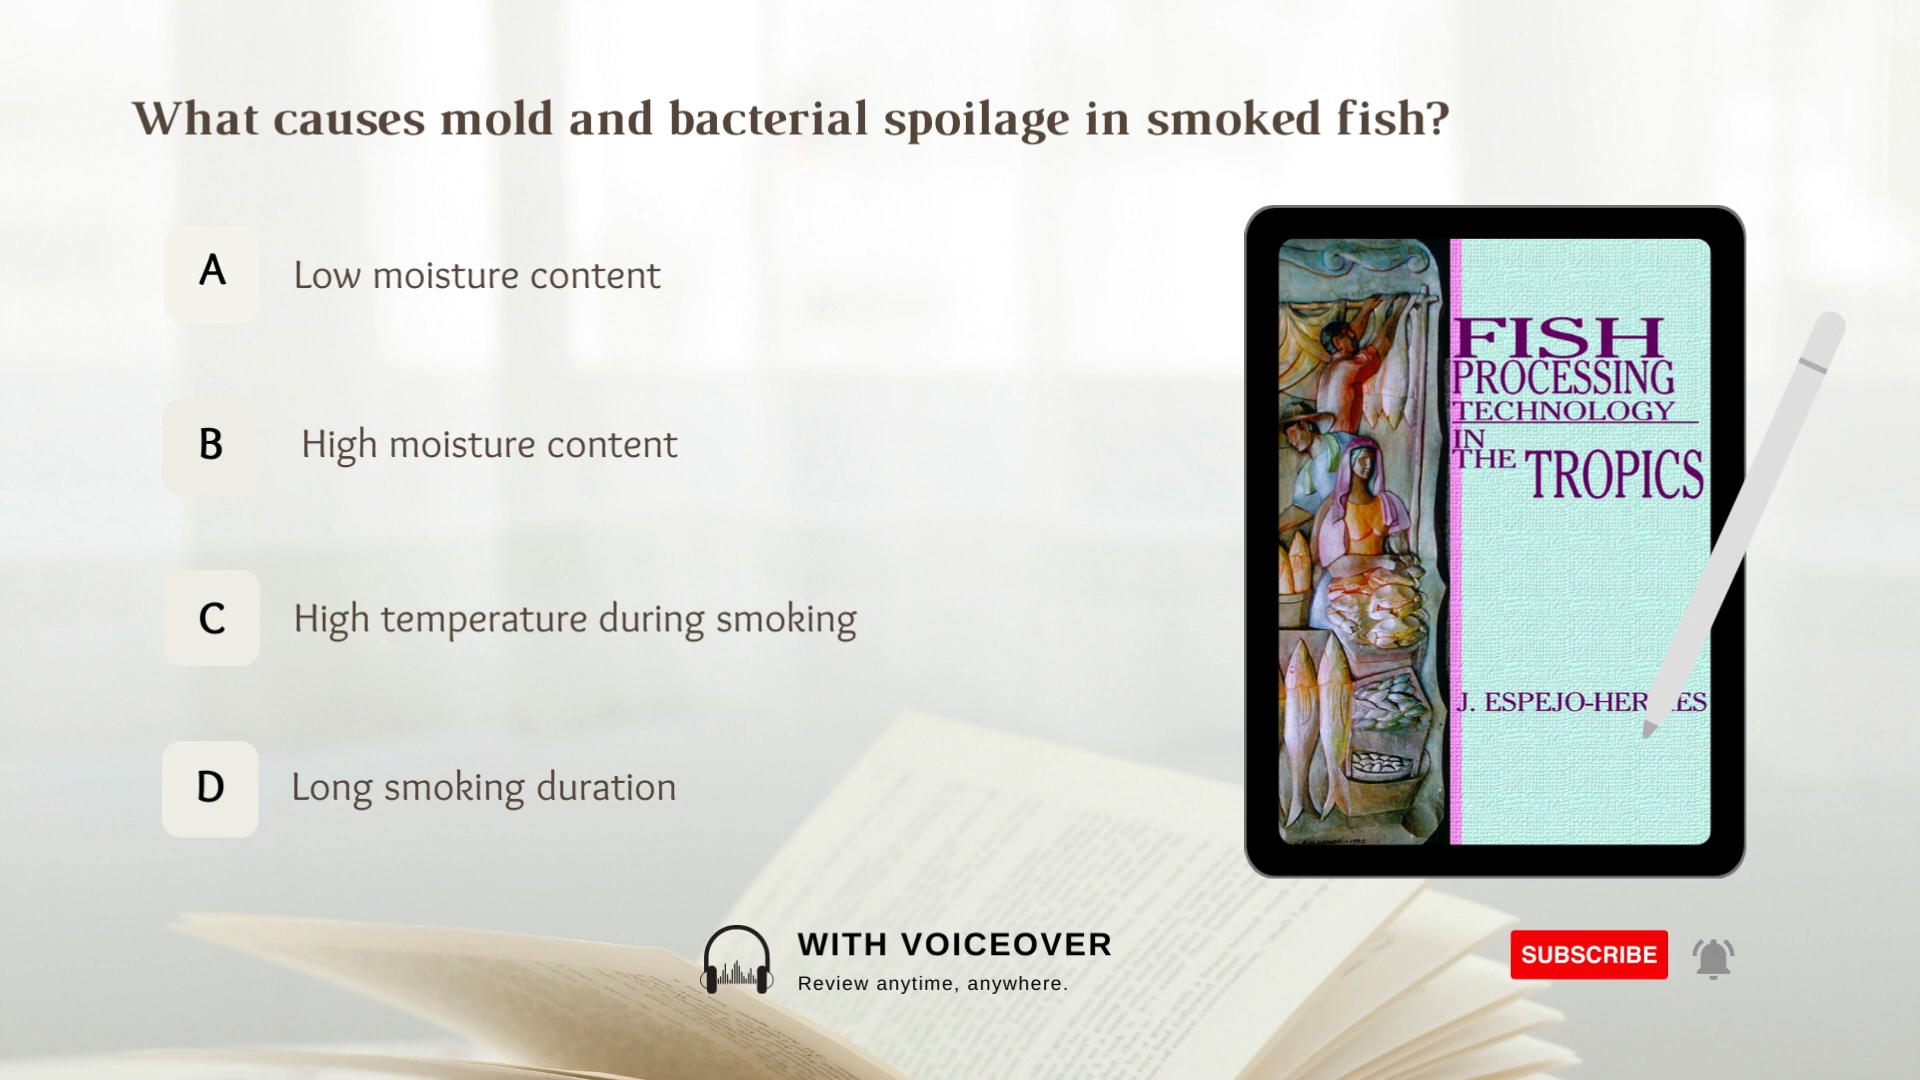 What causes mold and bacterial spoilage in smoked fish?
A
Low moisture content
B
High moisture content
C
High temperature during smoking
D
Long smoking duration
FISH
PROCESSING
TECHNOLOGY
IN
THE TROPICS
J. ESPEJO-HER ES
WITH VOICEOVER
Review anytime, anywhere.
SUBSCRIBE